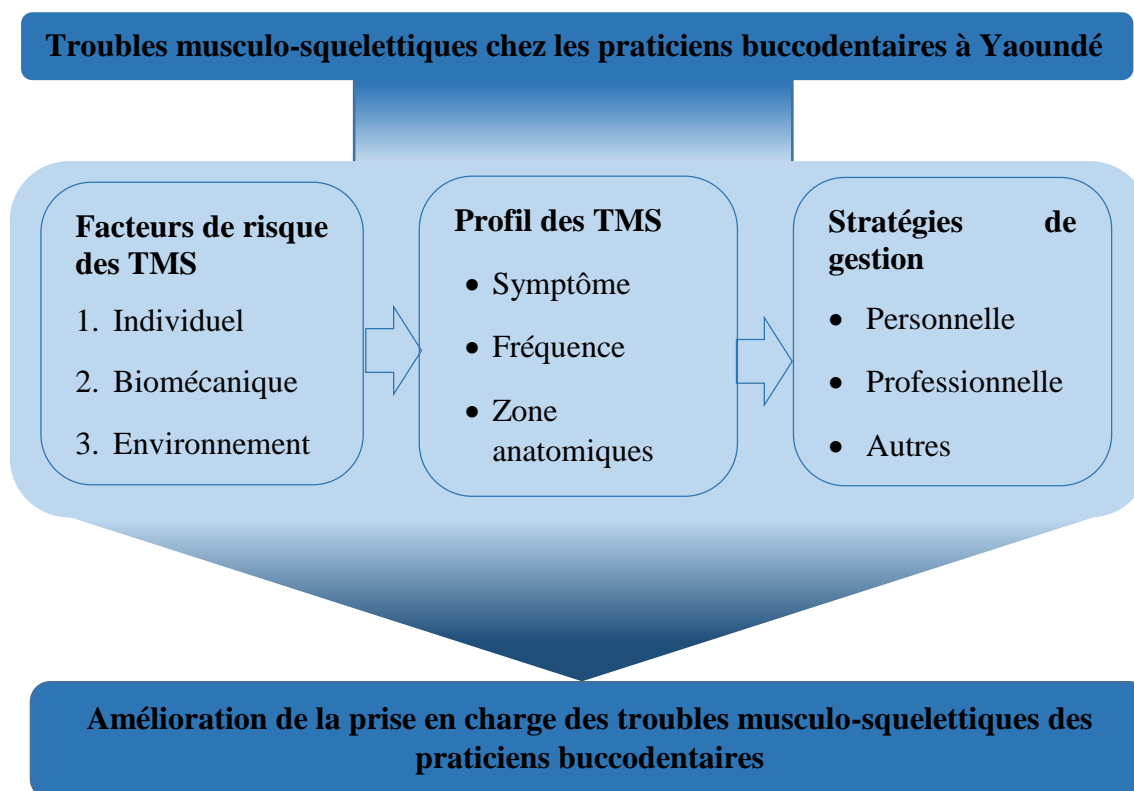 Troubles musculo-squelettiques chez les praticiens buccodentaires à Yaoundé
Facteurs de risque
des TMS
1. Individuel
2. Biomécanique
3. Environnement
Profil des TMS
• Symptôme
• Fréquence
• Zone
anatomiques
Stratégies de
gestion
• Personnelle
• Professionnelle
• Autres
Amélioration de la prise en charge des troubles musculo-squelettiques des
praticiens buccodentaires